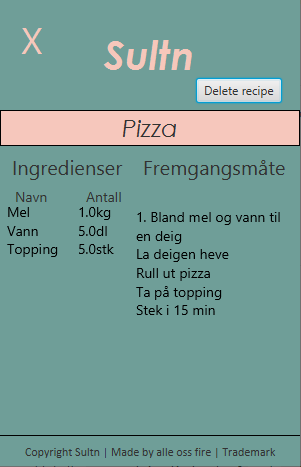 X
Sultn
Delete recipe
Pizza
Ingredienser
Fremgangsmåte
Navn Antall
Mel 1.0kg
Vann 5.0dl
Topping 5.0stk
1. Bland mel og vann til
en deig
La deigen heve
Rull ut pizza
Ta på topping
Stek i 15 min
Copyright Sultn | Made by alle oss fire | Trademark